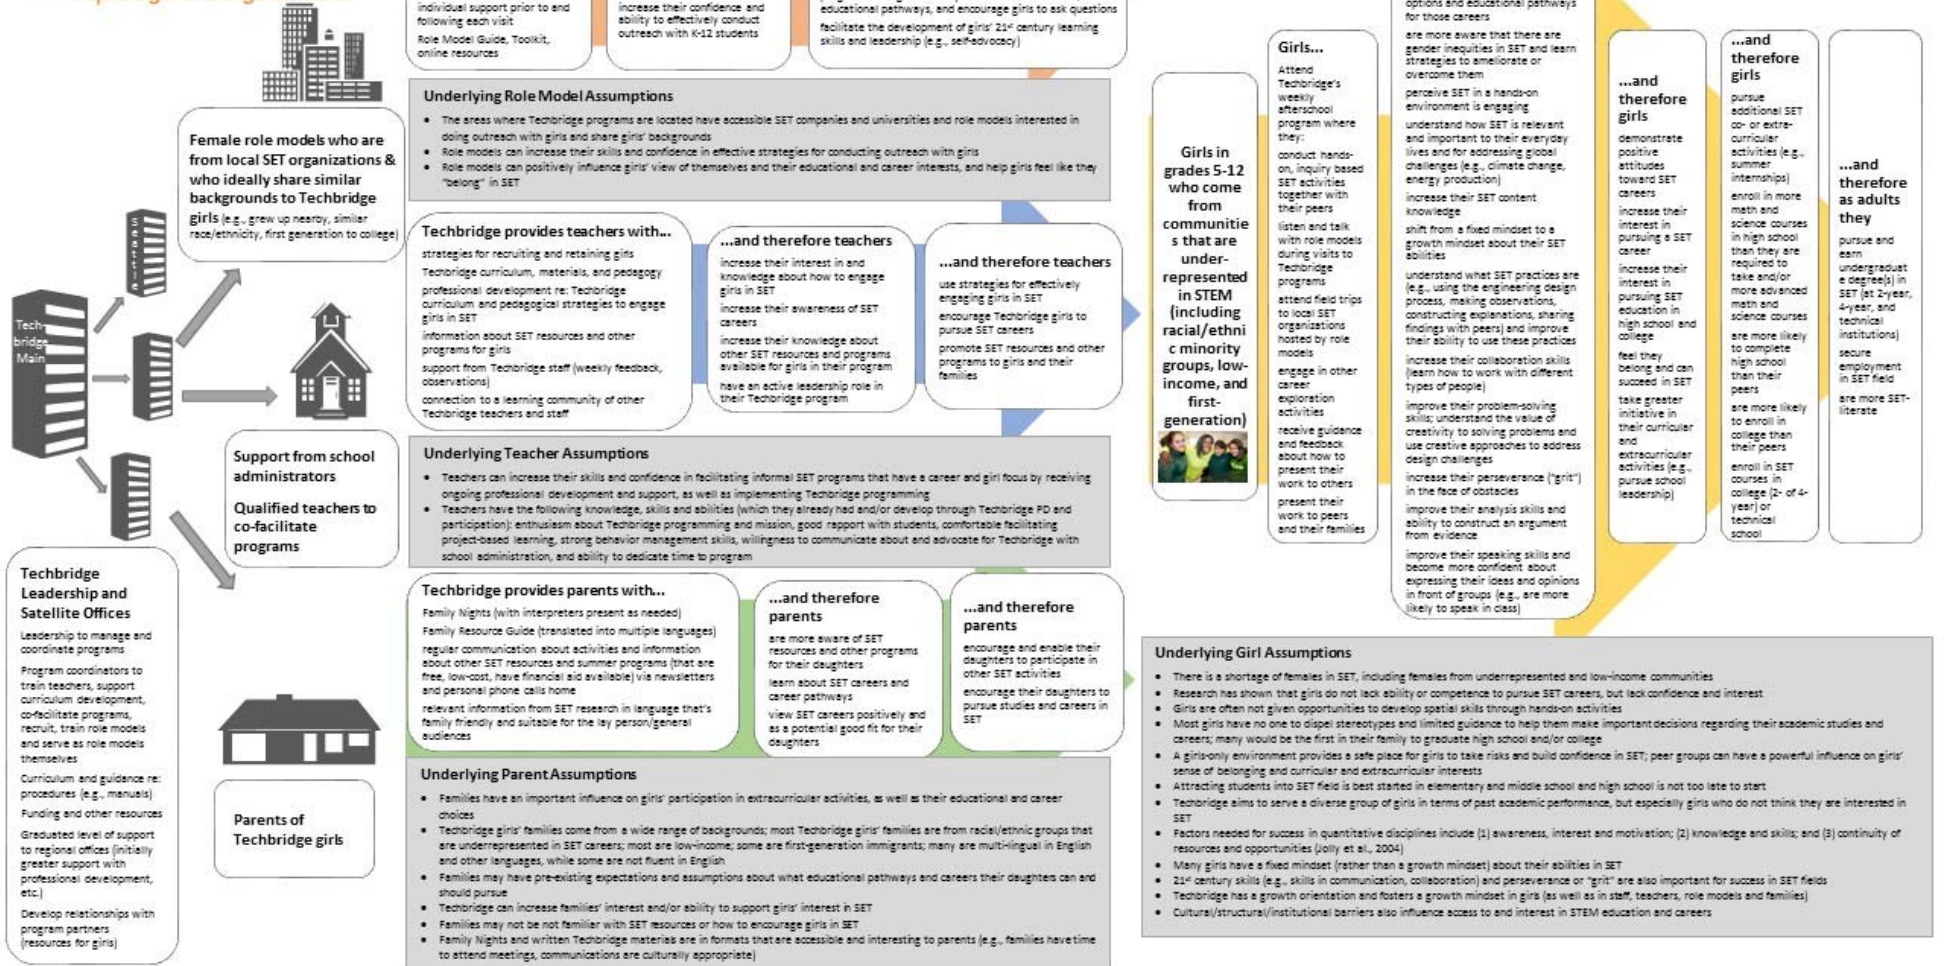 individual support prior to and
following each visit
Role Model Guide, Toolkit,
online resources
increase their confidence and
ability to effectively conduct
outreach with K-12 students
educational pathways, and encourage girls to ask questions
facilitate the development of girls' 21st century learning
skills and leadership (e.g., self-advocacy)
Underlying Role Model Assumptions
• The areas where Techbridge programs are located have accessible SET companies and universities and role models interested in
doing outreach with girls and share girls' backgrounds
• Role models can increase their skills and confidence in effective strategies for conducting outreach with girls
• Role models can positively influence girls' view of themselves and their educational and career interests, and help girls feel like they
"belong" in SET
Female role models who are
from local SET organizations &
who ideally share similar
backgrounds to Techbridge
girls (e.g., grew up nearby, similar
race/ethnicity, first generation to college)
Seattle
Tech-
bridge
Main
Techbridge provides teachers with...
strategies for recruiting and retaining girls
Techbridge curriculum, materials, and pedagogy
professional development re: Techbridge
curriculum and pedagogical strategies to engage
girls in SET
information about SET resources and other
programs for girls
support from Techbridge staff (weekly feedback,
observations)
connection to a learning community of other
Techbridge teachers and staff
...and therefore teachers
increase their interest in and
knowledge about how to engage
girls in SET
increase their awareness of SET
careers
increase their knowledge about
other SET resources and programs
available for girls in their program
have an active leadership role in
their Techbridge program
...and therefore teachers
use strategies for effectively
engaging girls in SET
encourage Techbridge girls to
pursue SET careers
promote SET resources and other
programs to girls and their
families
Support from school
administrators
Qualified teachers to
co-facilitate
programs
Underlying Teacher Assumptions
• Teachers can increase their skills and confidence in facilitating informal SET programs that have a career and girl focus by receiving
ongoing professional development and support, as well as implementing Techbridge programming
• Teachers have the following knowledge, skills and abilities (which they already had and/or develop through Techbridge PD and
participation): enthusiasm about Techbridge programming and mission, good rapport with students, comfortable facilitating
project-based learning, strong behavior management skills, willingness to communicate about and advocate for Techbridge with
school administration, and ability to dedicate time to program
Techbridge
Leadership and
Satellite Offices
Leadership to manage and
coordinate programs
Program coordinators to
train teachers, support
curriculum development,
co-facilitate programs,
recruit, train role models
and serve as role models
themselves
Curriculum and guidance re:
procedures (e.g., manuals)
Funding and other resources
Graduated level of support
to regional offices (initially
greater support with
professional development,
etc.)
Develop relationships with
program partners
(resources for girls)
Parents of
Techbridge girls
Techbridge provides parents with...
Family Nights (with interpreters present as needed)
Family Resource Guide (translated into multiple languages)
regular communication about activities and information
about other SET resources and summer programs (that are
free, low-cost, have financial aid available) via newsletters
and personal phone calls home
relevant information from SET research in language that's
family friendly and suitable for the lay person/general
audiences
...and therefore
parents
are more aware of SET
resources and other programs
for their daughters
learn about SET careers and
career pathways
view SET careers positively and
as a potential good fit for their
daughters
...and therefore
parents
encourage and enable their
daughters to participate in
other SET activities
encourage their daughters to
pursue studies and careers in
SET
Underlying Parent Assumptions
• Families have an important influence on girls' participation in extracurricular activities, as well as their educational and career
choices
• Techbridge girls' families come from a wide range of backgrounds; most Techbridge girls' families are from racial/ethnic groups that
are underrepresented in SET careers; most are low-income; some are first-generation immigrants; many are multi-lingual in English
and other languages, while some are not fluent in English
• Families may have pre-existing expectations and assumptions about what educational pathways and careers their daughters can and
should pursue
• Techbridge can increase families' interest and/or ability to support girls' interest in SET
• Families may not be not familiar with SET resources or how to encourage girls in SET
• Family Nights and written Techbridge materials are in formats that are accessible and interesting to parents (e.g., families have time
to attend meetings, communications are culturally appropriate)
Girls in
grades 5-12
who come
from
communitie
s that are
under-
represented
in STEM
(including
racial/ethni
c minority
groups, low-
income, and
first-
generation)
Girls...
Attend
Techbridge's
weekly
afterschool
program where
they:
conduct hands-
on, inquiry based
SET activities
together with
their peers
listen and talk
with role models
during visits to
Techbridge
programs
attend field trips
to local SET
organizations
hosted by role
models
engage in other
career
exploration
activities
receive guidance
and feedback
about how to
present their
work to others
present their
work to peers
and their families
options and educational pathways
for those careers
are more aware that there are
gender inequities in SET and learn
strategies to ameliorate or
overcome them
perceive SET in a hands-on
environment is engaging
understand how SET is relevant
and important to their everyday
lives and for addressing global
challenges (e.g., climate change,
energy production)
increase their SET content
knowledge
shift from a fixed mindset to a
growth mindset about their SET
abilities
understand what SET practices are
(e.g., using the engineering design
process, making observations,
constructing explanations, sharing
findings with peers) and improve
their ability to use these practices
increase their collaboration skills
(learn how to work with different
types of people)
improve their problem-solving
skills; understand the value of
creativity to solving problems and
use creative approaches to address
design challenges
increase their perseverance ("grit")
in the face of obstacles
improve their analysis skills and
ability to construct an argument
from evidence
improve their speaking skills and
become more confident about
expressing their ideas and opinions
in front of groups (e.g., are more
likely to speak in class)
...and
therefore
girls
demonstrate
positive
attitudes
toward SET
careers
increase their
interest in
pursuing a SET
career
increase their
interest in
pursuing SET
education in
high school and
college
feel they
belong and can
succeed in SET
take greater
initiative in
their curricular
and
extracurricular
activities (e.g.,
pursue school
leadership)
...and
therefore
girls
pursue
additional SET
co- or extra-
curricular
activities (e.g.,
summer
internships)
enroll in more
math and
science courses
in high school
than they are
required to
take and/or
more advanced
math and
science courses
are more likely
to complete
high school
than their
peers
are more likely
to enroll in
college than
their peers
enroll in SET
courses in
college (2- of 4-
year) or
technical
school
...and
therefore
as adults
they
pursue and
earn
undergraduat
e degree(s) in
SET (at 2-year,
4-year, and
technical
institutions)
secure
employment
in SET field
are more SET-
literate
Underlying Girl Assumptions
• There is a shortage of females in SET, including females from underrepresented and low-income communities
• Research has shown that girls do not lack ability or competence to pursue SET careers, but lack confidence and interest
• Girls are often not given opportunities to develop spatial skills through hands-on activities
• Most girls have no one to dispel stereotypes and limited guidance to help them make important decisions regarding their academic studies and
careers; many would be the first in their family to graduate high school and/or college
• A girls-only environment provides a safe place for girls to take risks and build confidence in SET; peer groups can have a powerful influence on girls'
sense of belonging and curricular and extracurricular interests
• Attracting students into SET field is best started in elementary and middle school and high school is not too late to start
• Techbridge aims to serve a diverse group of girls in terms of past academic performance, but especially girls who do not think they are interested in
SET
• Factors needed for success in quantitative disciplines include (1) awareness, interest and motivation; (2) knowledge and skills; and (3) continuity of
resources and opportunities (Jolly et al., 2004)
• Many girls have a fixed mindset (rather than a growth mindset) about their abilities in SET
• 21st century skills (e.g., skills in communication, collaboration) and perseverance or "grit" are also important for success in SET fields
• Techbridge has a growth orientation and fosters a growth mindset in girls (as well as in staff, teachers, role models and families)
• Cultural/structural/institutional barriers also influence access to and interest in STEM education and careers